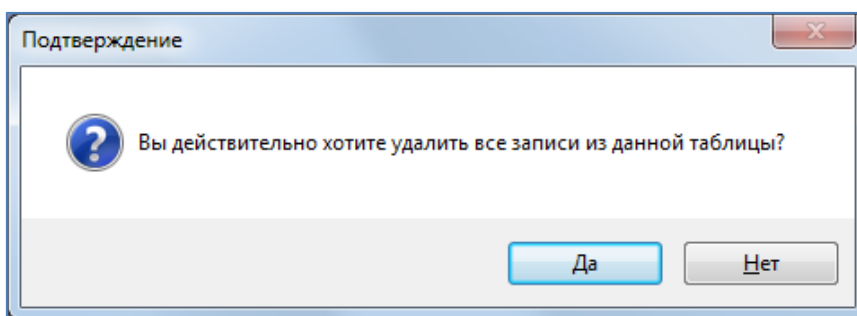 Подтверждение
Вы действительно хотите удалить все записи из данной таблицы?
Да
Нет